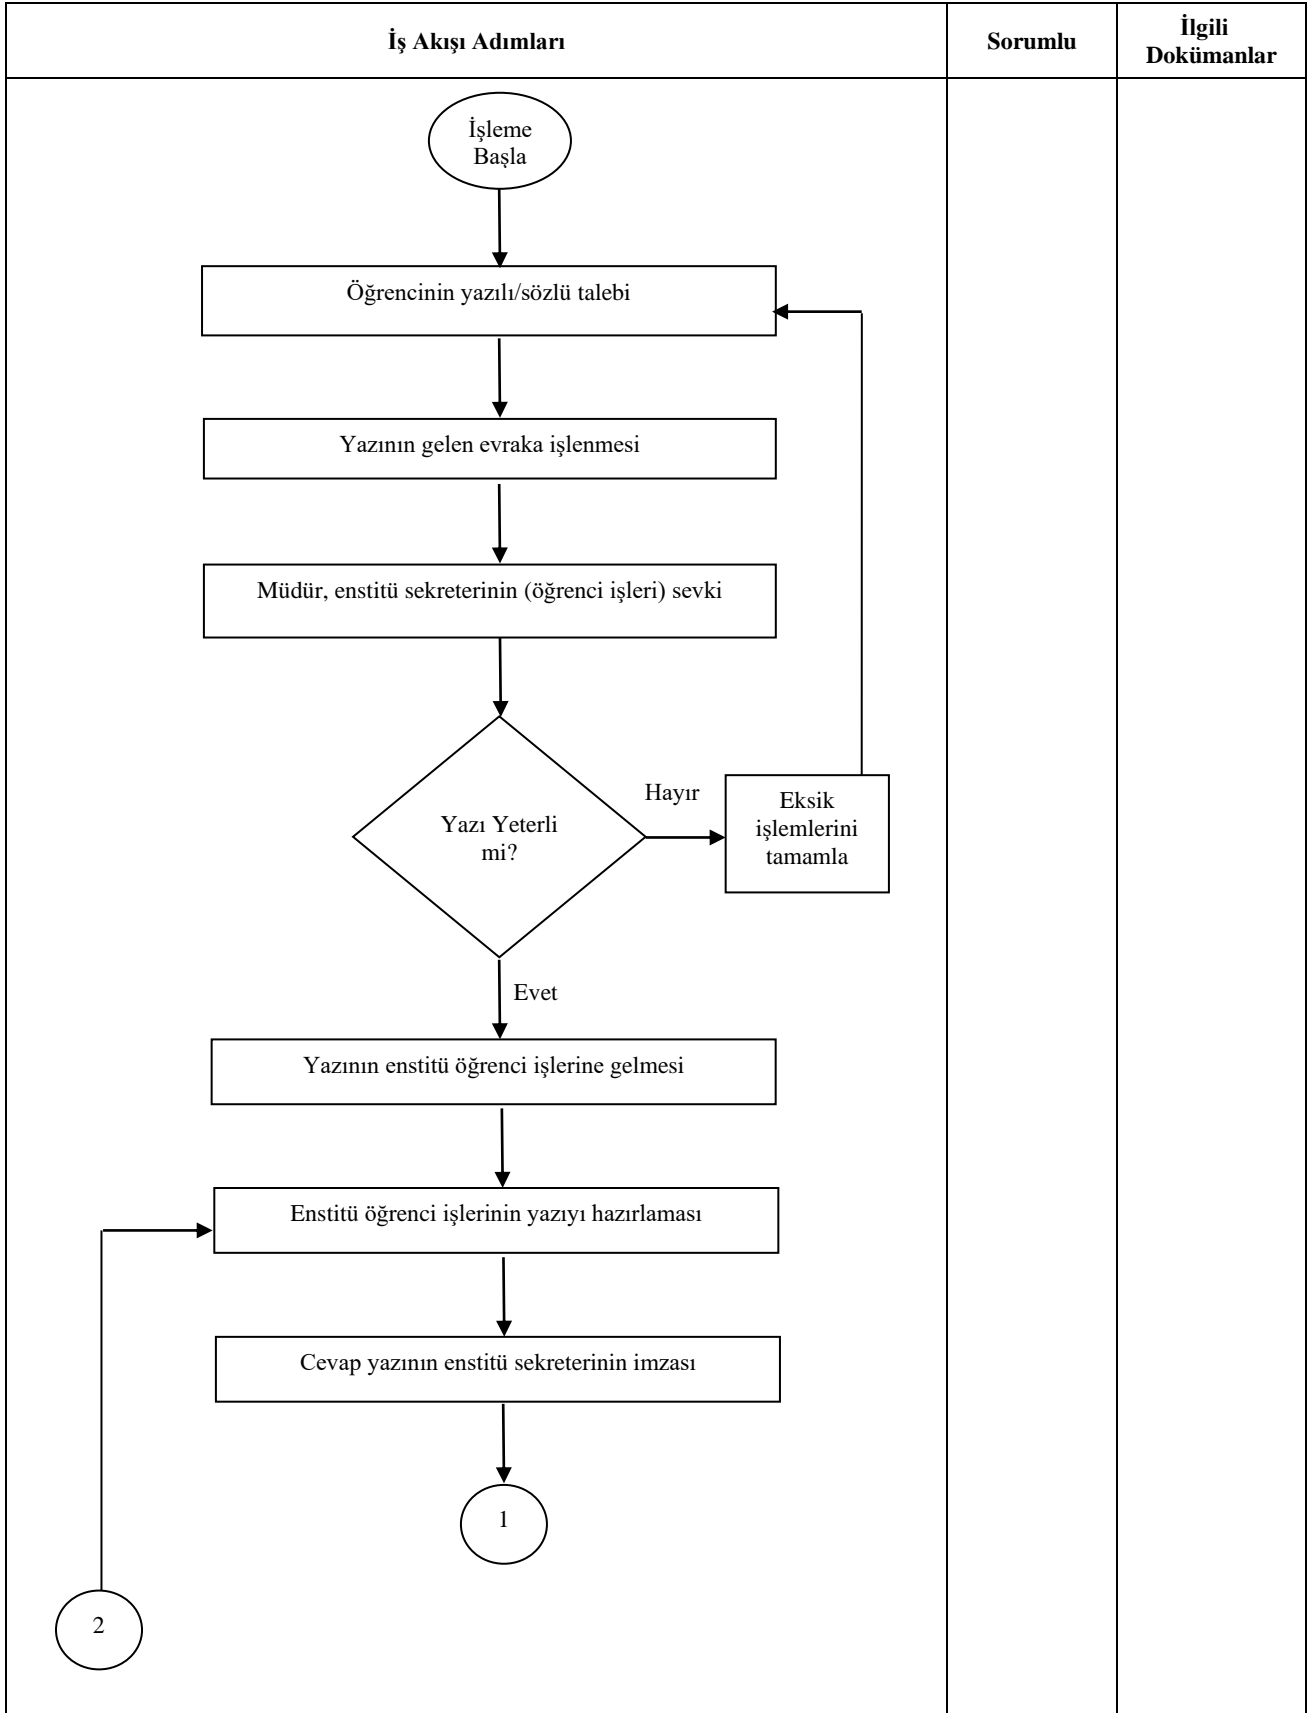 İş Akışı Adımları
Sorumlu
İlgili
Dokümanlar
İşleme
Başla
Öğrencinin yazılı/sözlü talebi
Yazının gelen evraka işlenmesi
Müdür, enstitü sekreterinin (öğrenci işleri) sevki
Yazı Yeterli
mi?
Hayır
Eksik
işlemlerini
tamamla
Evet
Yazının enstitü öğrenci işlerine gelmesi
Enstitü öğrenci işlerinin yazıyı hazırlaması
Cevap yazının enstitü sekreterinin imzası
1
2